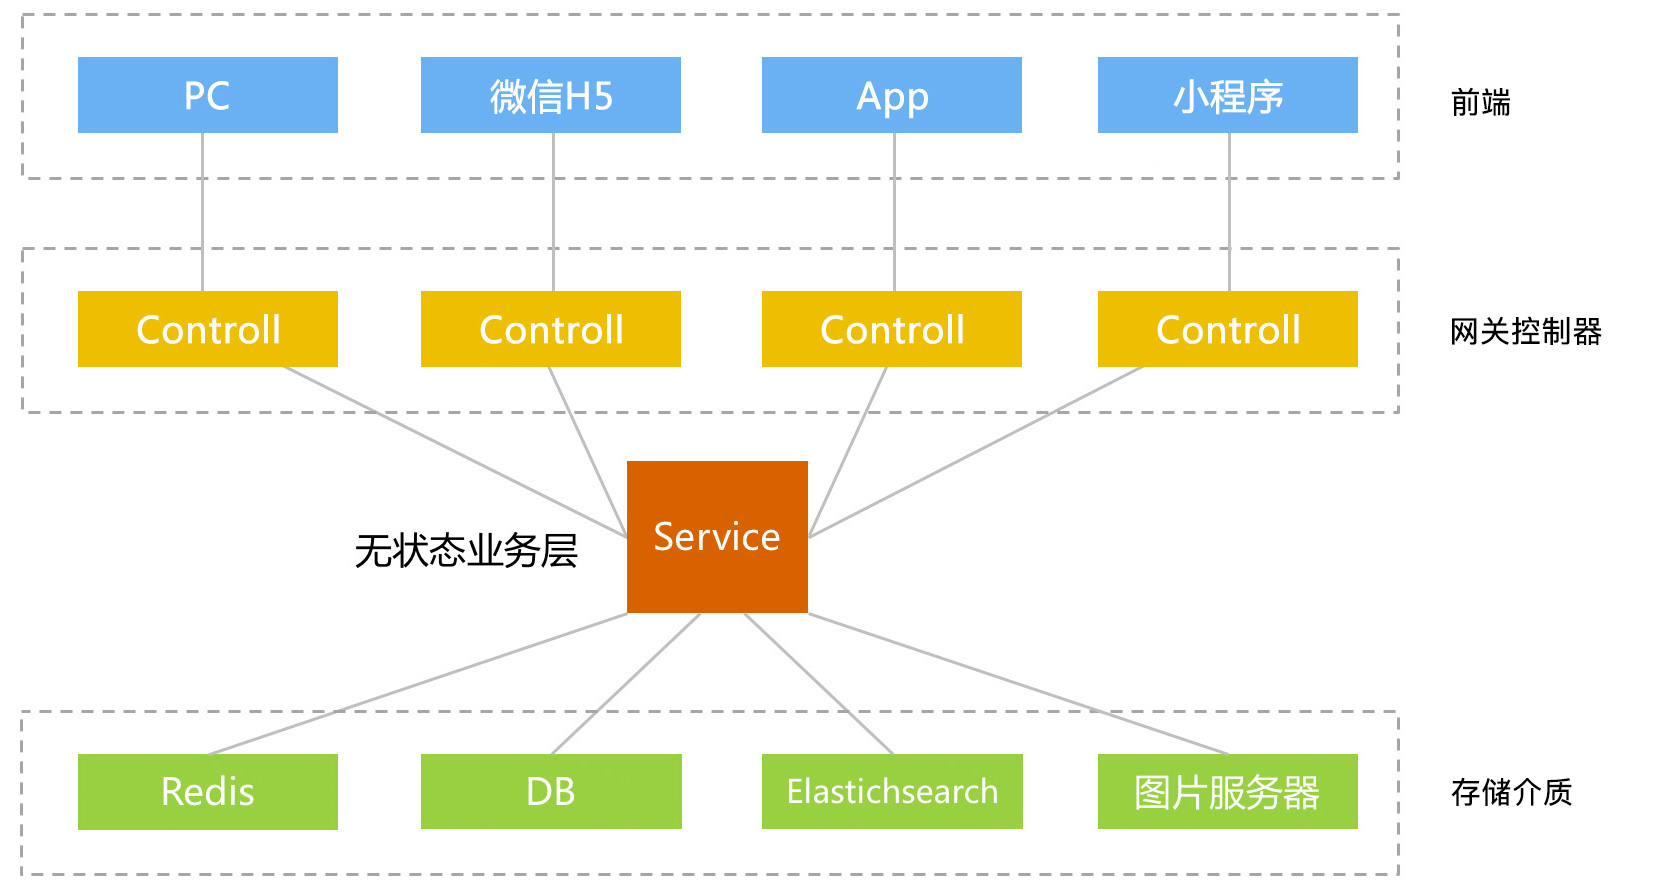 PC
微信H5
App
小程序
前端
Controll
Controll
Controll
Controll
网关控制器
无状态业务层
Service
Redis
DB
Elastichsearch
图片服务器
存储介质